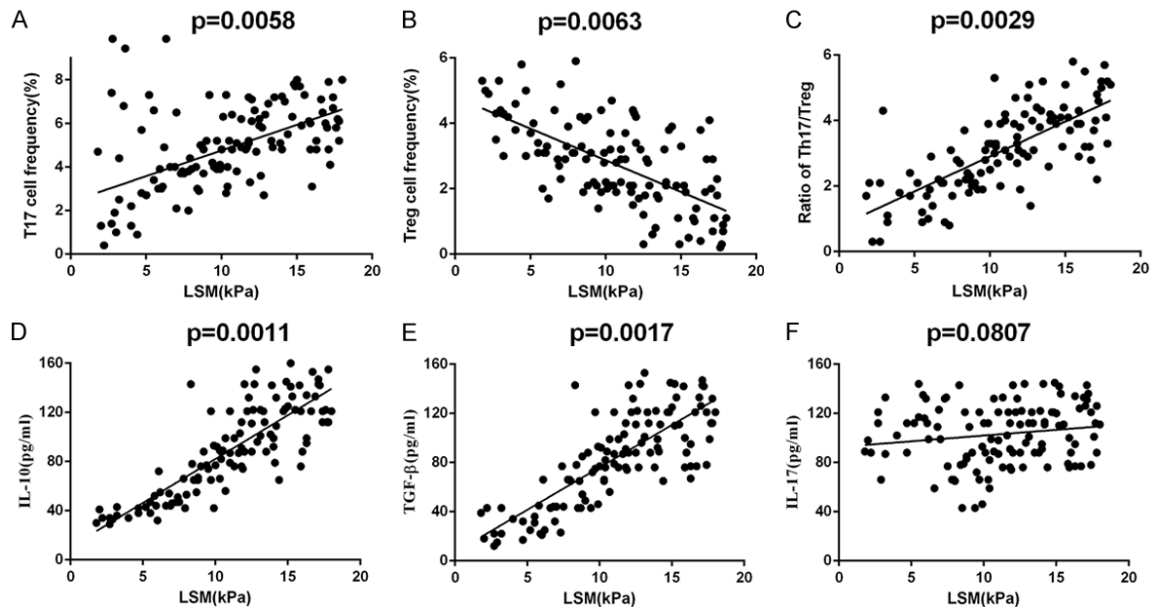 A
p=0.0058
T17 cell frequency(%)
8
6
4
2
0
0
5
10
15
20
LSM(kPa)
B
p=0.0063
Treg cell frequency(%)
6
4
2
0
0
5
10
15
20
LSM(kPa)
C
p=0.0029
Ratio of Th17/Treg
6
4
2
0
0
5
10
15
20
LSM(kPa)
D
p=0.0011
IL-10(pg/ml)
160
120
80
40
0
0
5
10
15
20
LSM(kPa)
E
p=0.0017
TGF-β(pg/ml)
160
120
80
40
0
0
5
10
15
20
LSM(kPa)
F
p=0.0807
IL-17(pg/ml)
160
120
80
40
0
0
5
10
15
20
LSM(kPa)